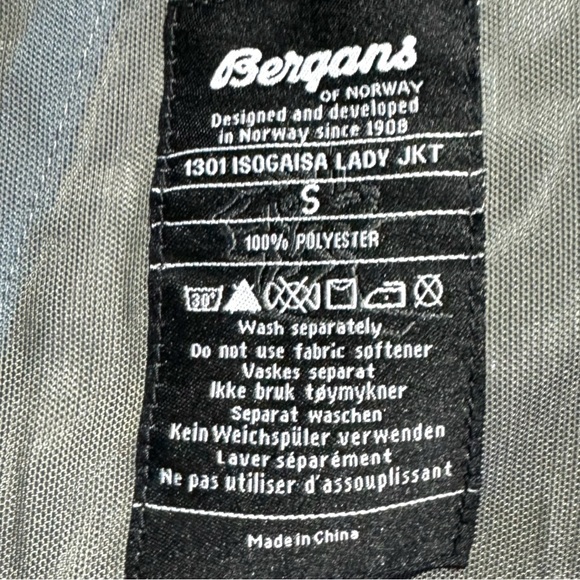 Bergans
OF NORWAY
Designed and developed
in Norway since 1908
1301 ISOGAISA LADY JKT
S
100% POLYESTER
30°
Wash separately
Do not use fabric softener
Vaskes separat
Ikke bruk tøymykner
Separat waschen
Kein Weichspüler verwenden
Laver séparément
Ne pas utiliser d'assouplissant
Made in China